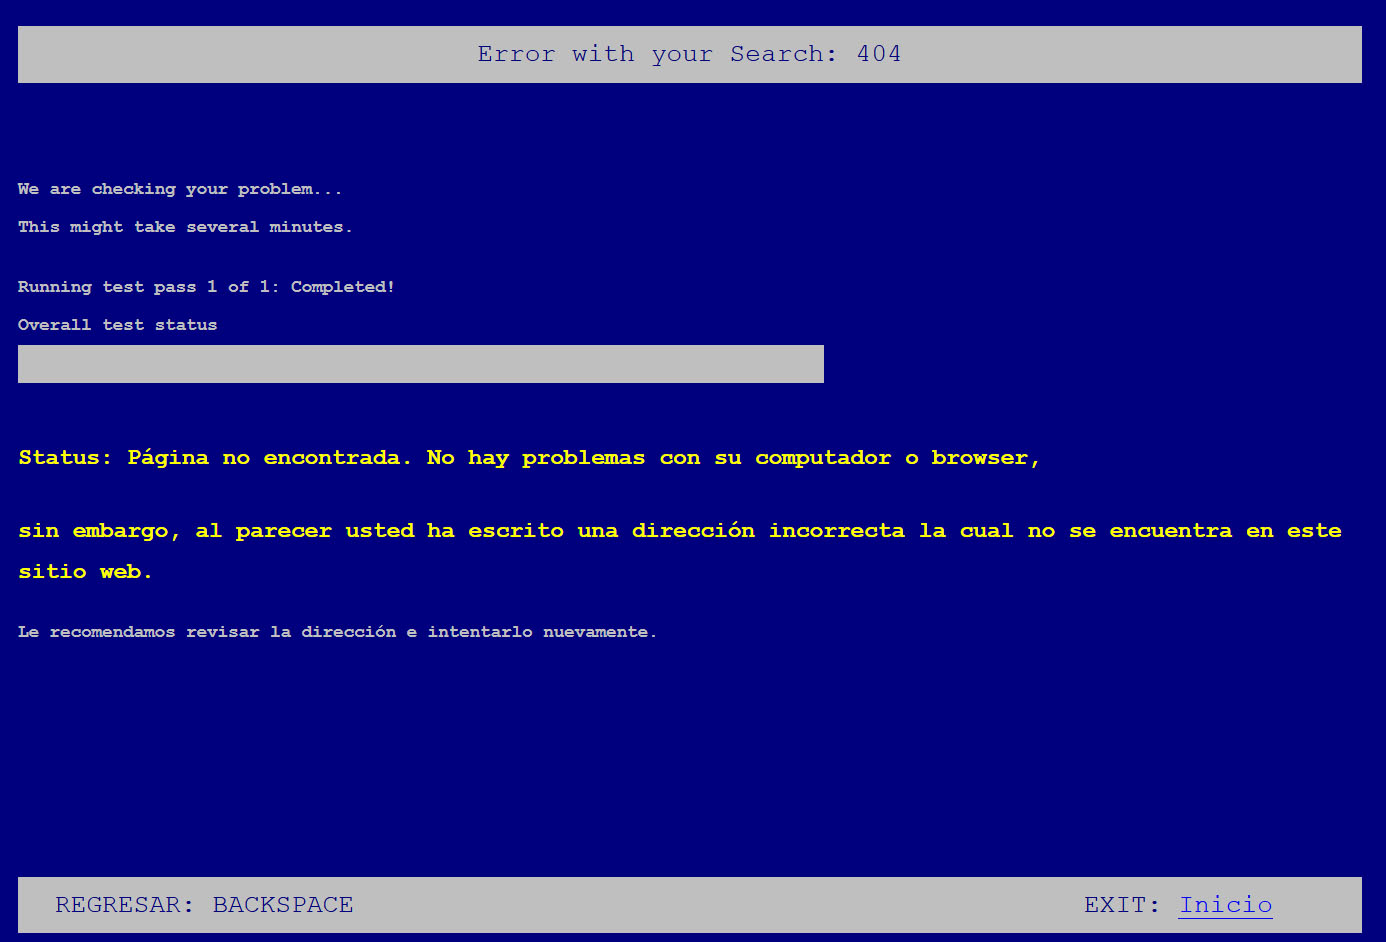 Error with your Search: 404
We are checking your problem...
This might take several minutes.
Running test pass 1 of 1: Completed!
Overall test status
Status: Página no encontrada. No hay problemas con su computador o browser,
sin embargo, al parecer usted ha escrito una dirección incorrecta la cual no se encuentra en este
sitio web.
Le recomendamos revisar la dirección e intentarlo nuevamente.
REGRESAR: BACKSPACE EXIT: Inicio